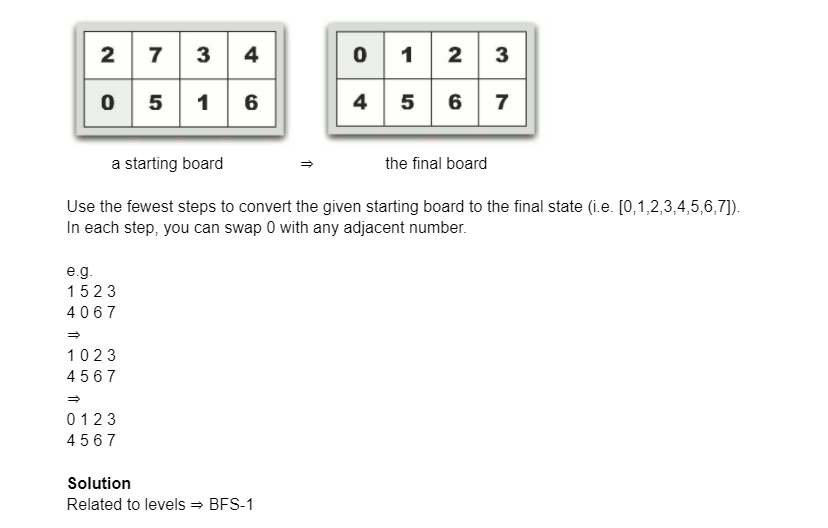 2 7 3 4 0 1 2 3
0 5 1 6 4 5 6 7
a starting board ⇒ the final board
Use the fewest steps to convert the given starting board to the final state (i.e. [0,1,2,3,4,5,6,7]).
In each step, you can swap 0 with any adjacent number.
e.g.
1 5 2 3
4 0 6 7
⇒
1 0 2 3
4 5 6 7
⇒
0 1 2 3
4 5 6 7
Solution
Related to levels ⇒ BFS-1